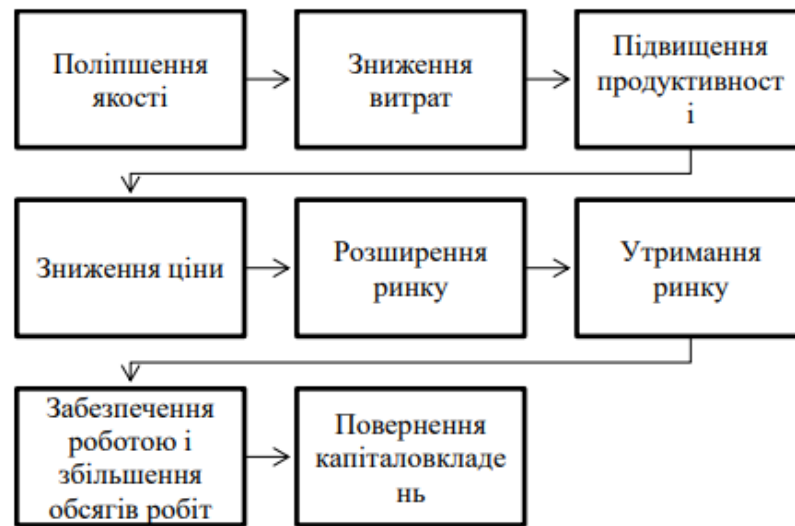 Поліпшення
якості
Зниження
витрат
Підвищення
продуктивност
і
Зниження ціни
Розширення
ринку
Утримання
ринку
Забезпечення
роботою і
збільшення
обсягів робіт
Повернення
капіталовкладе
нь